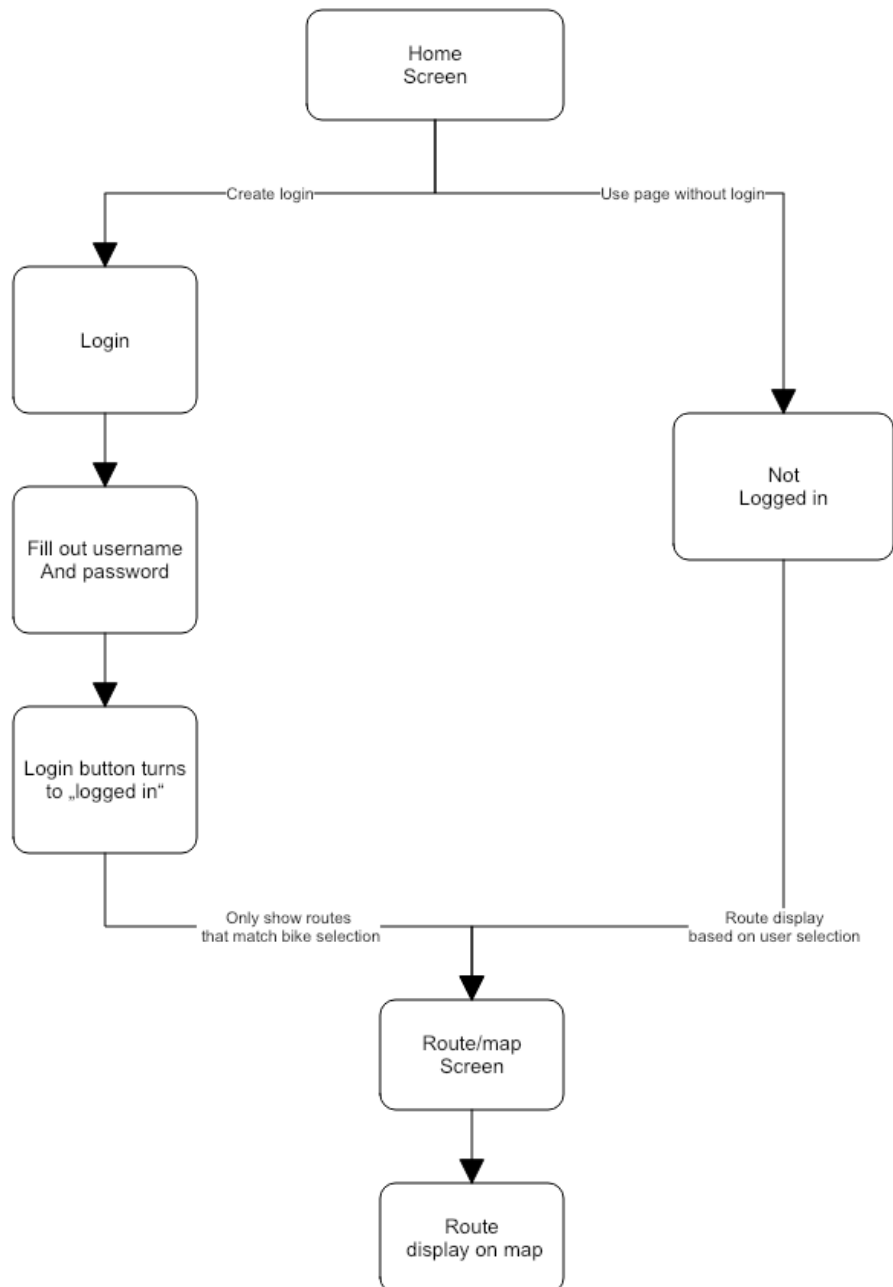 Home
Screen
Create login
Use page without login
Login
Not
Logged in
Fill out username
And password
Login button turns
to „logged in“
Only show routes
that match bike selection
Route display
based on user selection
Route/map
Screen
Route
display on map